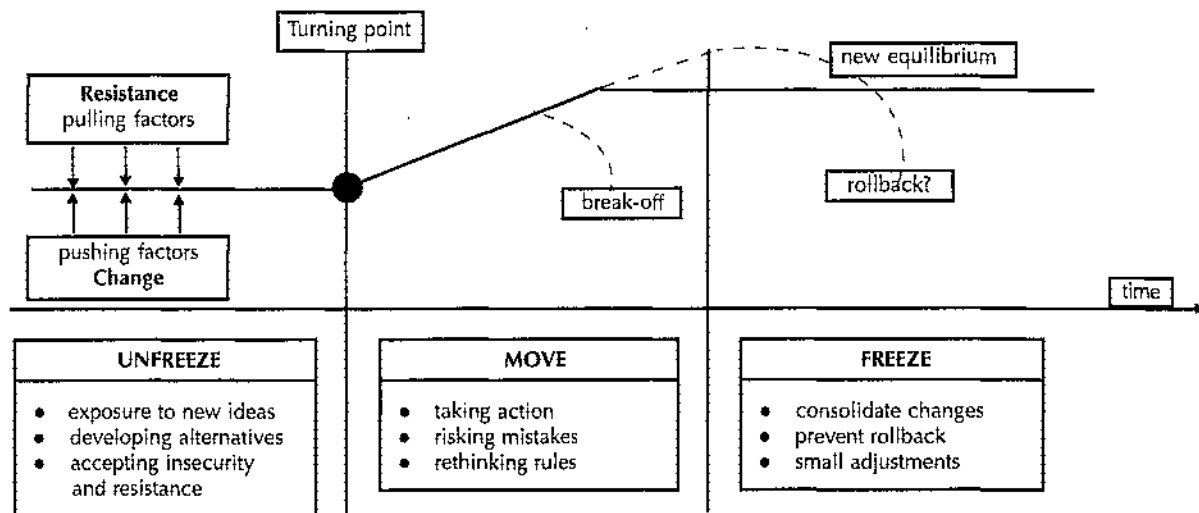 Turning point
new equilibrium
Resistance
pulling factors
break-off
rollback?
pushing factors
Change
time
UNFREEZE
● exposure to new ideas
● developing alternatives
● accepting insecurity
and resistance
MOVE
● taking action
● risking mistakes
● rethinking rules
FREEZE
● consolidate changes
● prevent rollback
● small adjustments